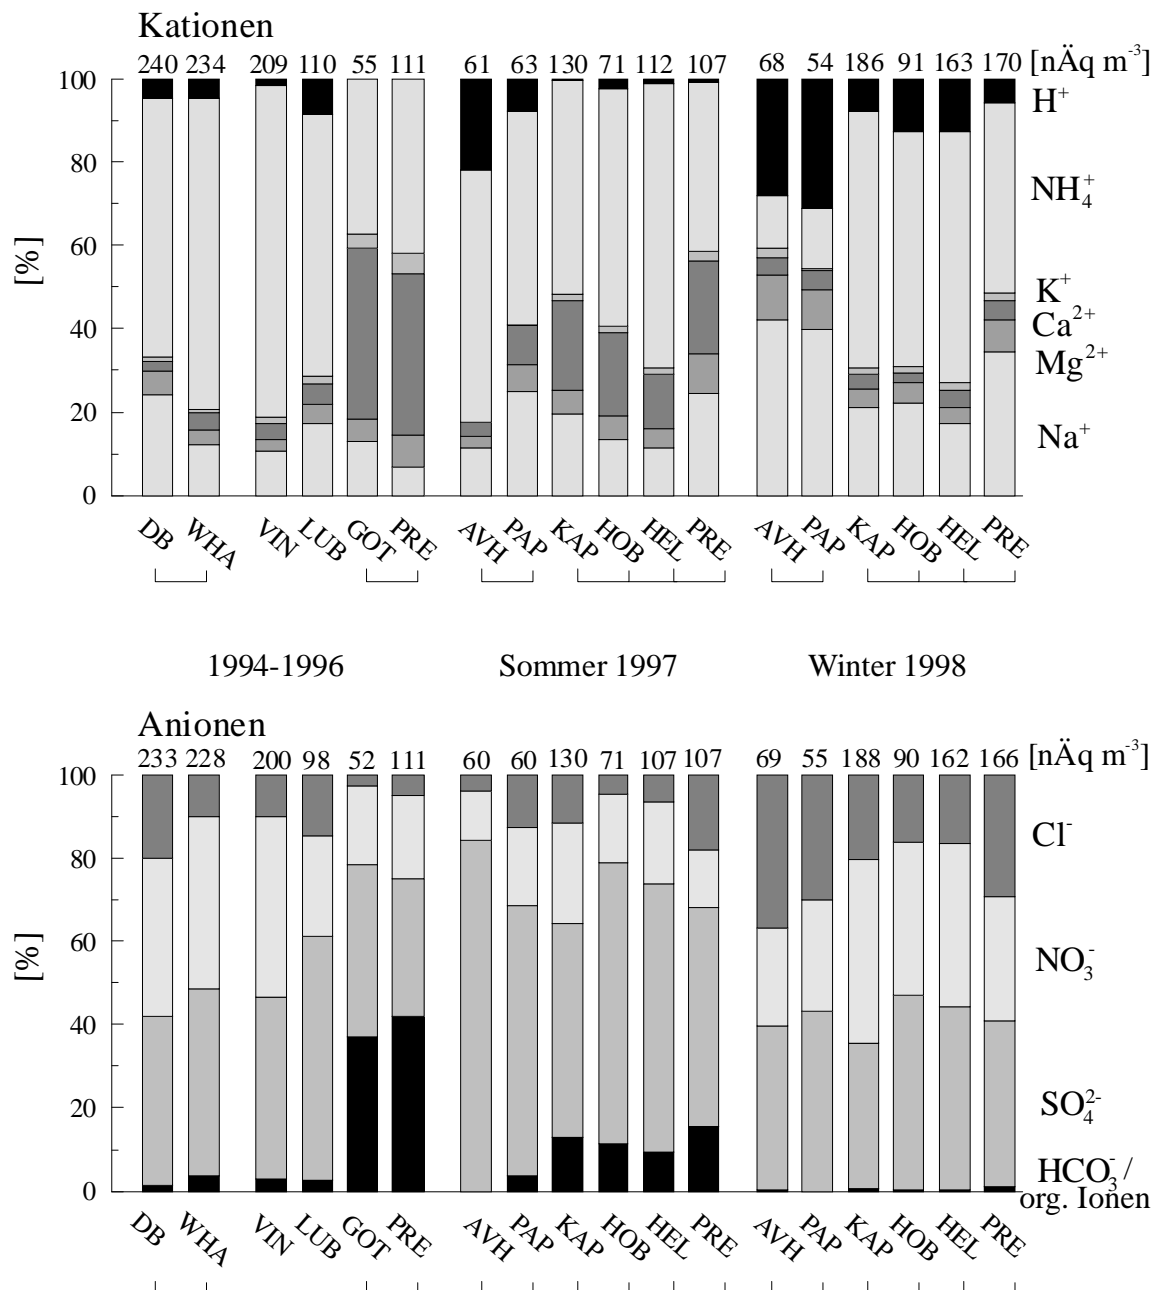 Kationen
240 234 209 110 55 111 61 63 130 71 112 107 68 54 186 91 163 170 [nÄq m⁻³]
100
80
60
40
20
0
[%]
H⁺
NH₄⁺
K⁺
Ca²⁺
Mg²⁺
Na⁺
DB WHA VIN LUB GOT PRE AVH PAP KAP HOB HEL PRE AVH PAP KAP HOB HEL PRE
1994-1996 Sommer 1997 Winter 1998
Anionen
233 228 200 98 52 111 60 60 130 71 107 107 69 55 188 90 162 166 [nÄq m⁻³]
100
80
60
40
20
0
[%]
Cl⁻
NO₃⁻
SO₄²⁻
HCO₃⁻/
org. Ionen
DB WHA VIN LUB GOT PRE AVH PAP KAP HOB HEL PRE AVH PAP KAP HOB HEL PRE